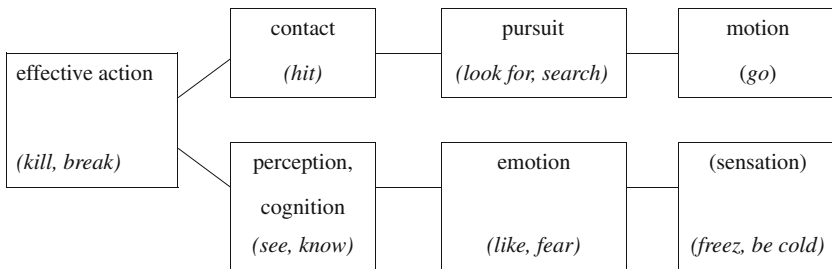 effective action
(kill, break)
contact
(hit)
pursuit
(look for, search)
motion
(go)
perception,
cognition
(see, know)
emotion
(like, fear)
(sensation)
(freez, be cold)